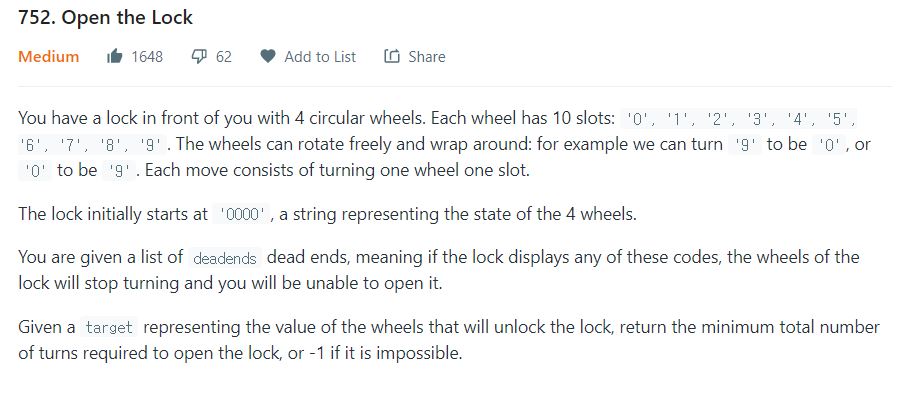 752. Open the Lock
Medium 1648 62 Add to List Share
You have a lock in front of you with 4 circular wheels. Each wheel has 10 slots: '0', '1', '2', '3', '4', '5',
'6', '7', '8', '9'. The wheels can rotate freely and wrap around: for example we can turn '9' to be '0', or
'0' to be '9'. Each move consists of turning one wheel one slot.
The lock initially starts at '0000', a string representing the state of the 4 wheels.
You are given a list of deadends dead ends, meaning if the lock displays any of these codes, the wheels of the
lock will stop turning and you will be unable to open it.
Given a target representing the value of the wheels that will unlock the lock, return the minimum total number
of turns required to open the lock, or -1 if it is impossible.